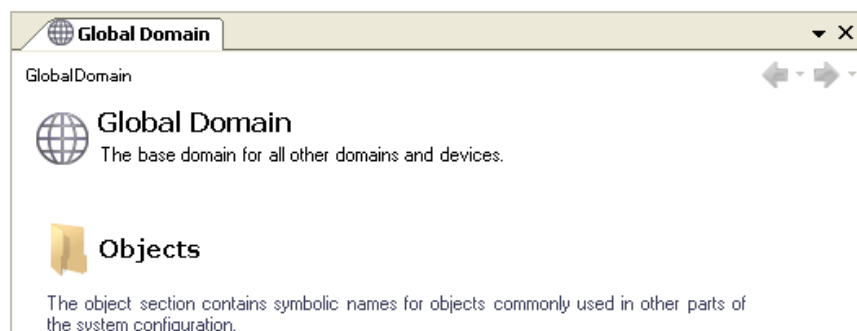 Global Domain
GlobalDomain
Global Domain
The base domain for all other domains and devices.
Objects
The object section contains symbolic names for objects commonly used in other parts of
the system configuration.